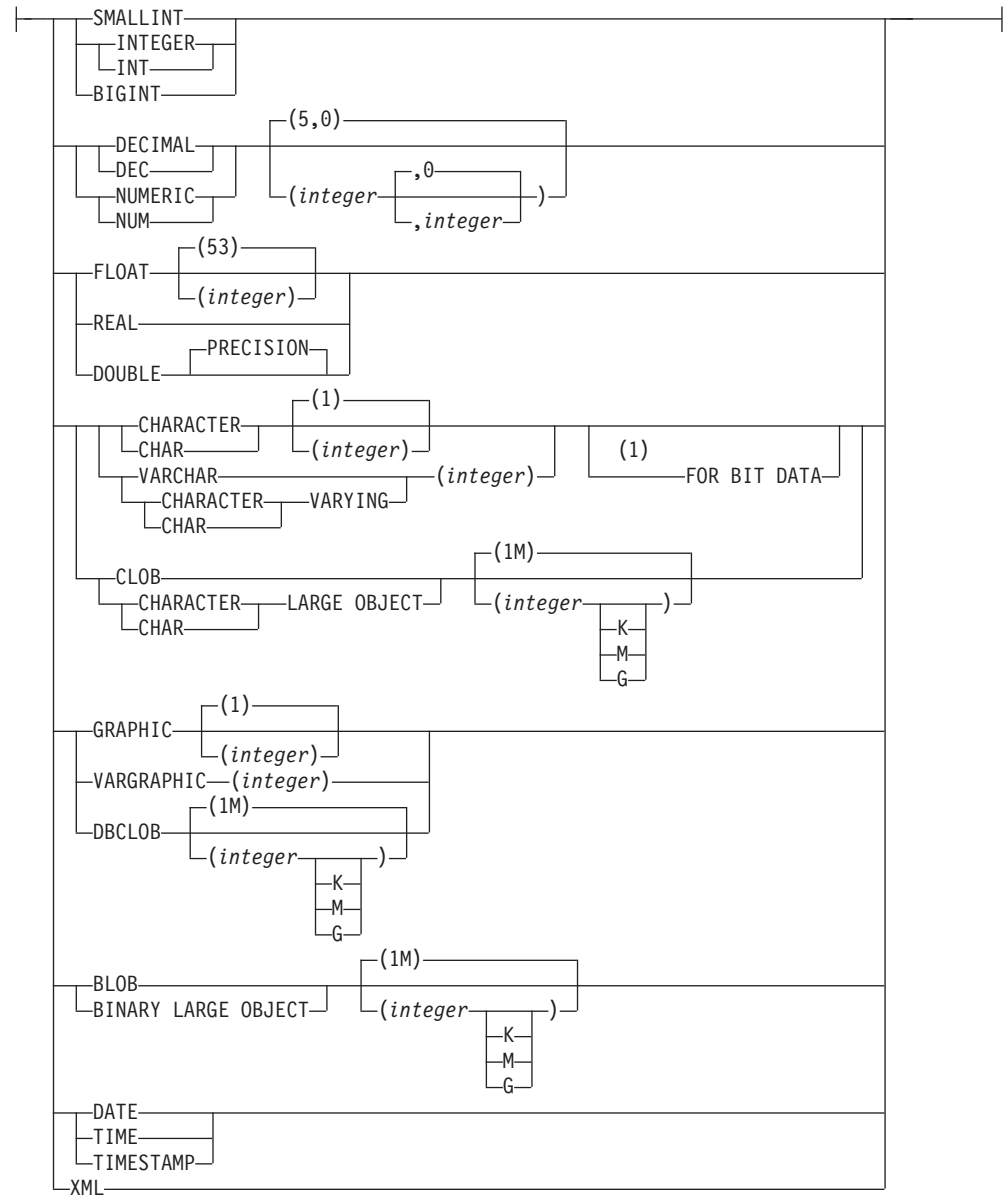 SMALLINT
INTEGER
INT
BIGINT
(5,0)
DECIMAL
DEC ,0
NUMERIC (integer )
NUM ,integer
(53)
FLOAT
(integer)
REAL
PRECISION
DOUBLE
(1)
CHARACTER
CHAR (integer) (1)
VARCHAR (integer) FOR BIT DATA
CHARACTER VARYING
CHAR
(1M)
CLOB
CHARACTER LARGE OBJECT (integer )
CHAR K
M
G
(1)
GRAPHIC
(integer)
VARGRAPHIC (integer)
(1M)
DBCLOB
(integer )
K
M
G
(1M)
BLOB
BINARY LARGE OBJECT (integer )
K
M
G
DATE
TIME
TIMESTAMP
XML